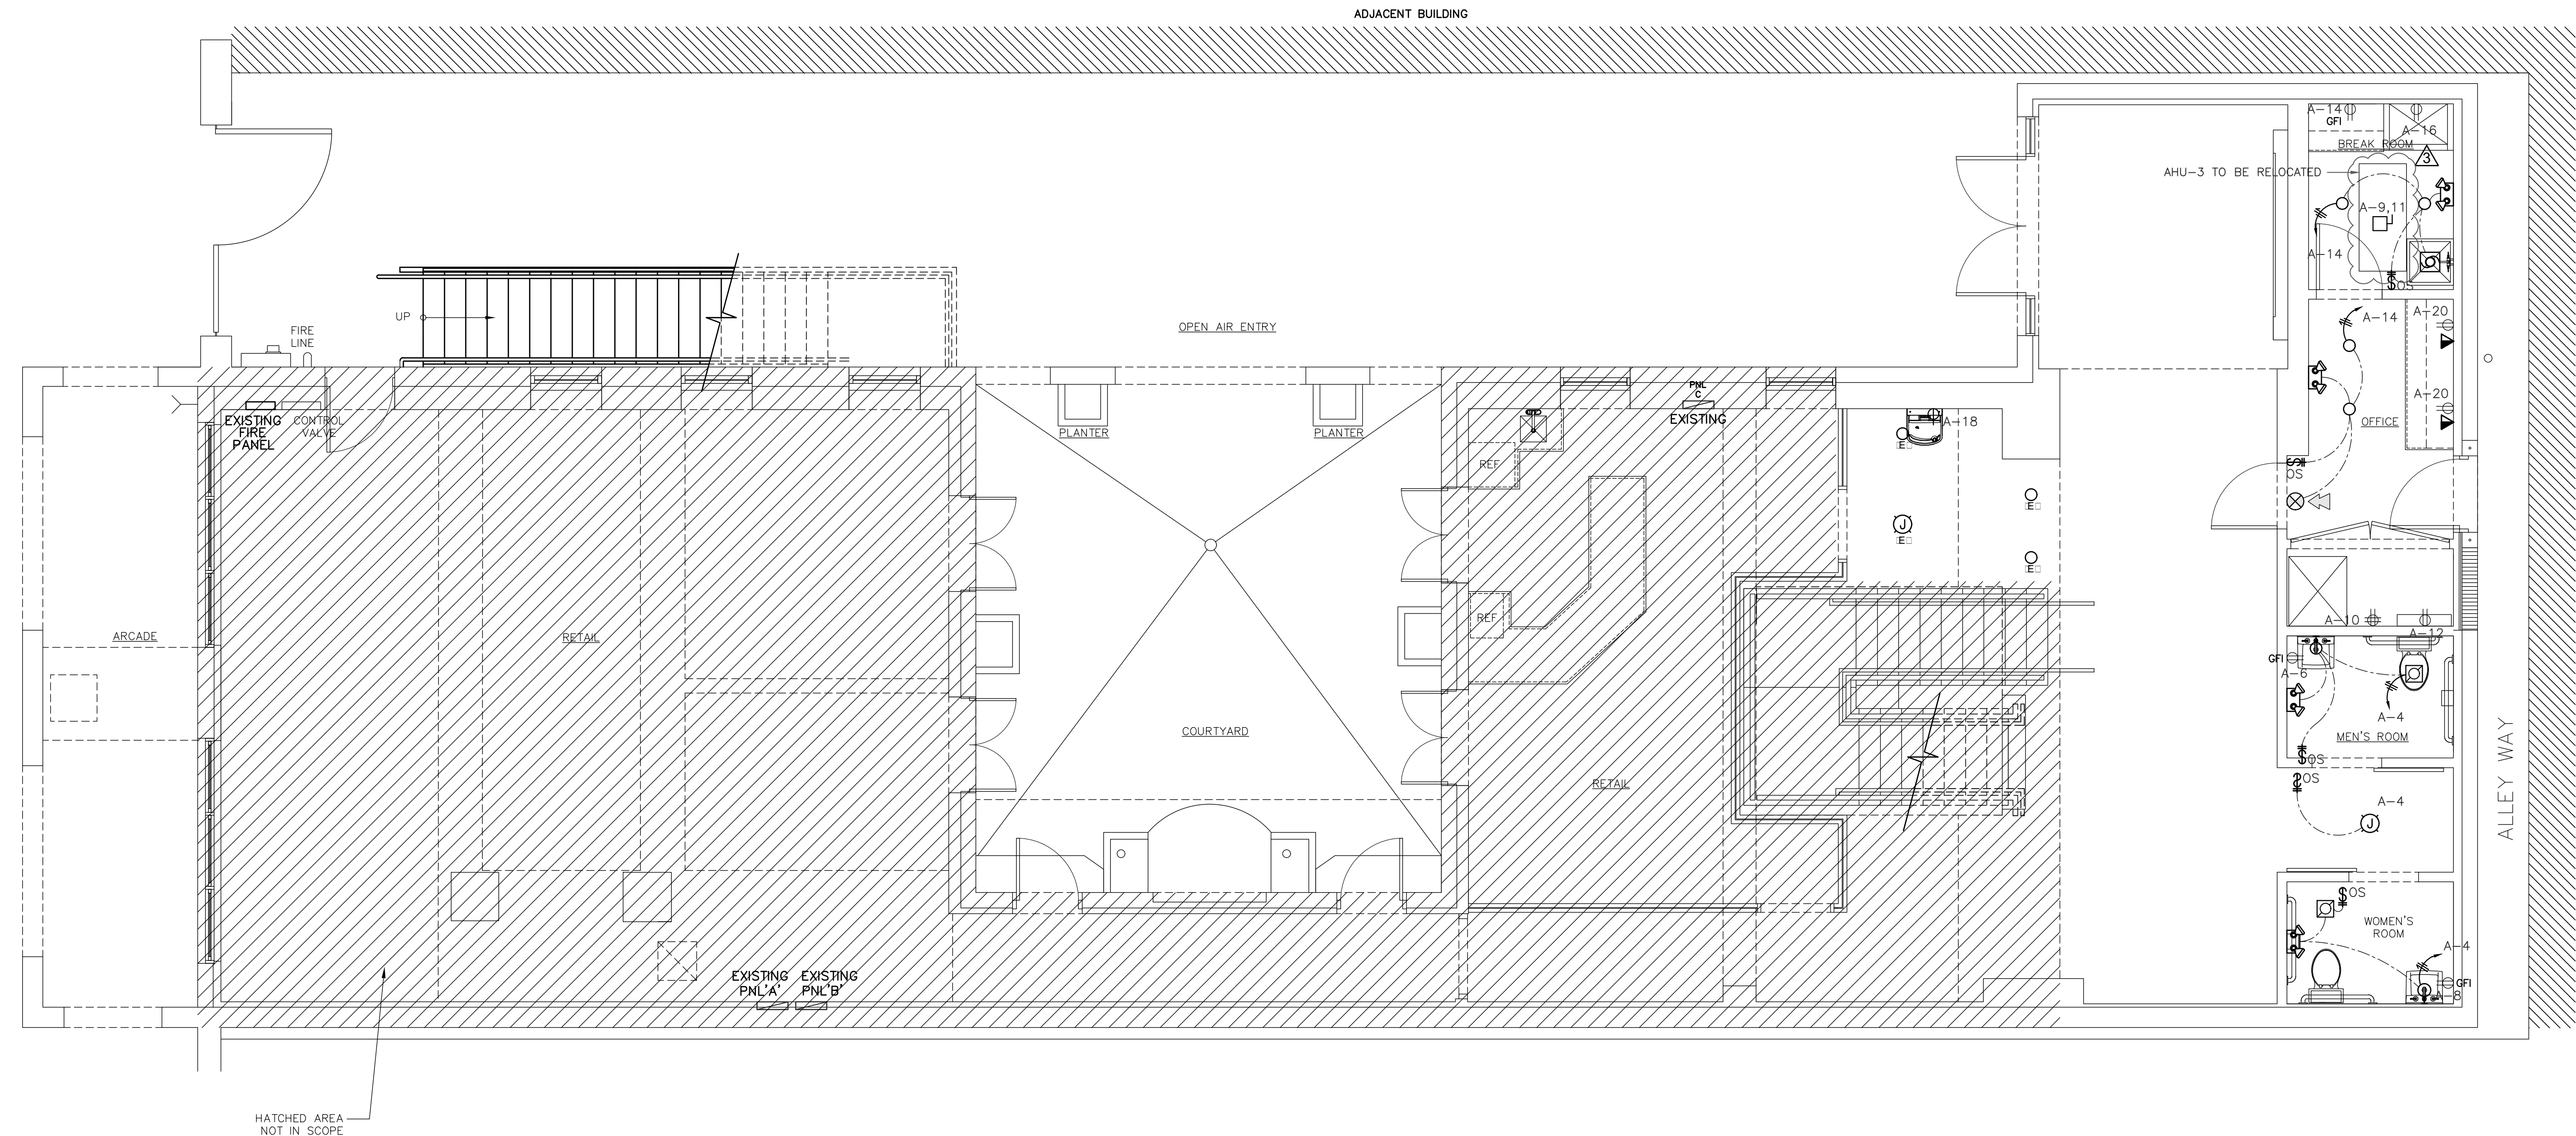 ADJACENT BUILDING
A-14
GFI
A-16
BREAK ROOM
3
AHU-3 TO BE RELOCATED
A-9,11
A-14
$OS
UP
FIRE
LINE
OPEN AIR ENTRY
A-14
A-20
A-20
OFFICE
EXISTING
FIRE
PANEL
CONTROL
VALVE
PLANTER
PLANTER
PNL
C
EXISTING
A-18
E
REF
$
OS
E
J
E
E
REF
ARCADE
RETAIL
A-10
A-12
GFI
A-6
A-4
MEN'S ROOM
COURTYARD
$OS
$OS
RETAIL
A-4
J
ALLEY WAY
$OS
WOMEN'S
ROOM
A-4
GFI
A-8
EXISTING
PNL'A'
EXISTING
PNL'B'
HATCHED AREA
NOT IN SCOPE